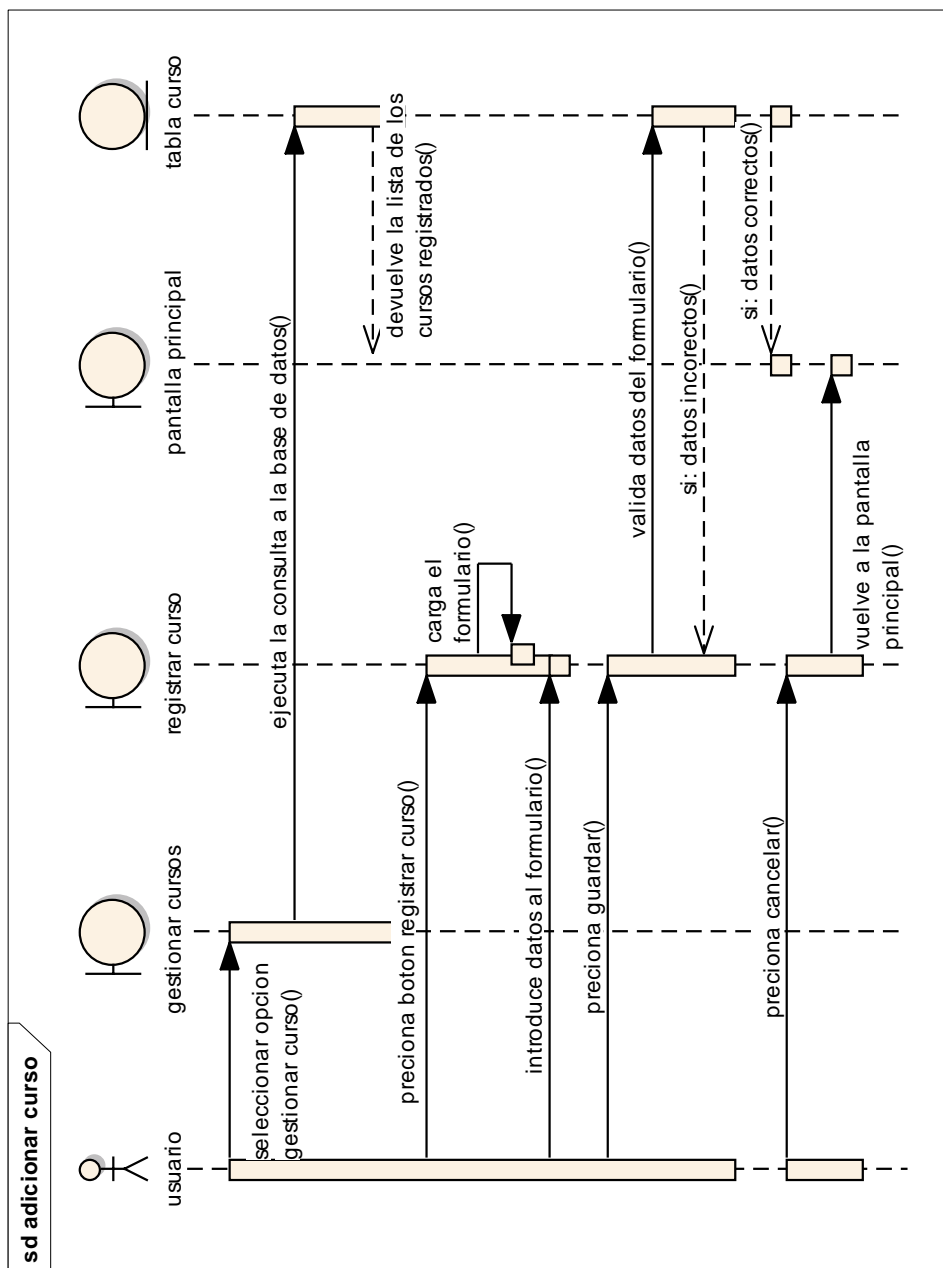 sd adicionar curso
usuario
gestionar cursos
registrar curso
pantalla principal
tabla curso
seleccionar opcion
gestionar curso()
ejecuta la consulta a la base de datos()
devuelve la lista de los
cursos registrados()
preciona boton registrar curso()
carga el
formulario()
introduce datos al formulario()
preciona guardar()
valida datos del formulario()
si: datos incorectos()
si: datos correctos()
preciona cancelar()
vuelve a la pantalla
principal()